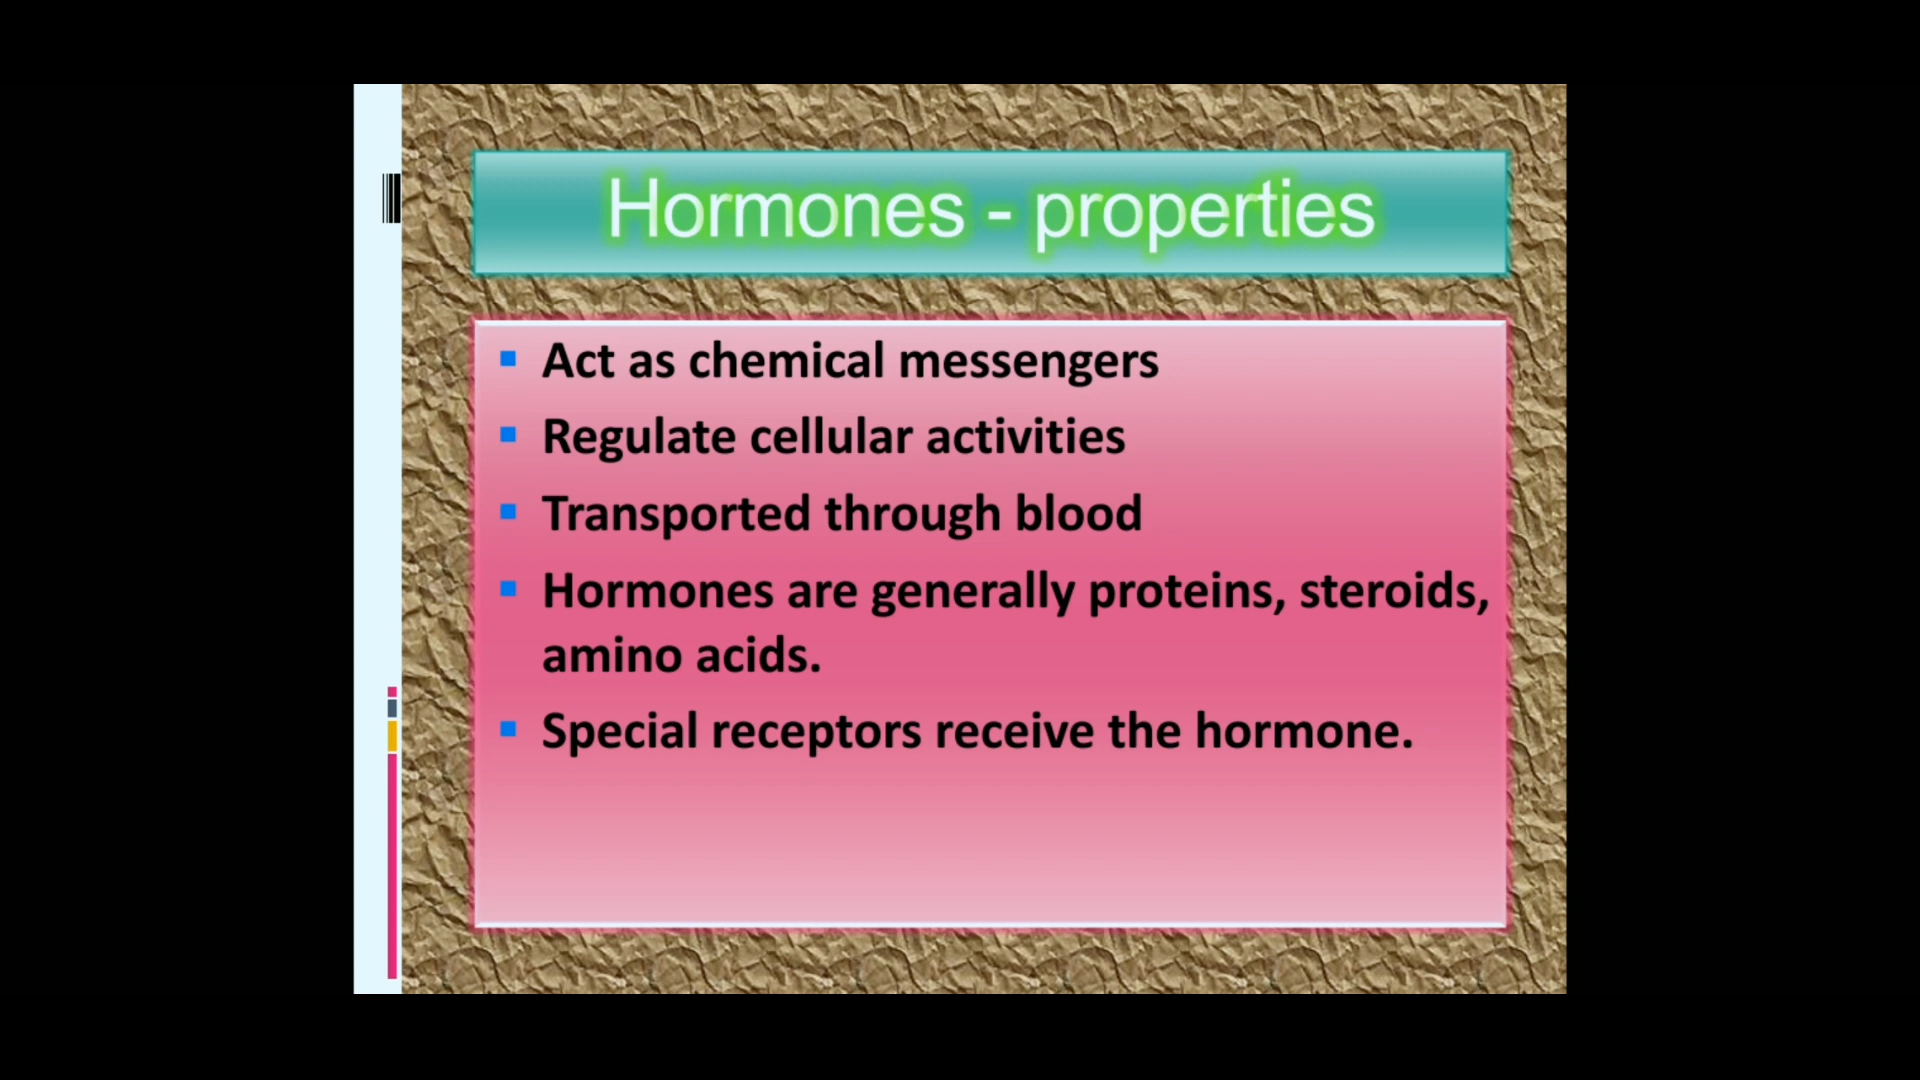 Hormones - properties
Act as chemical messengers
Regulate cellular activities
Transported through blood
Hormones are generally proteins, steroids,
amino acids.
Special receptors receive the hormone.